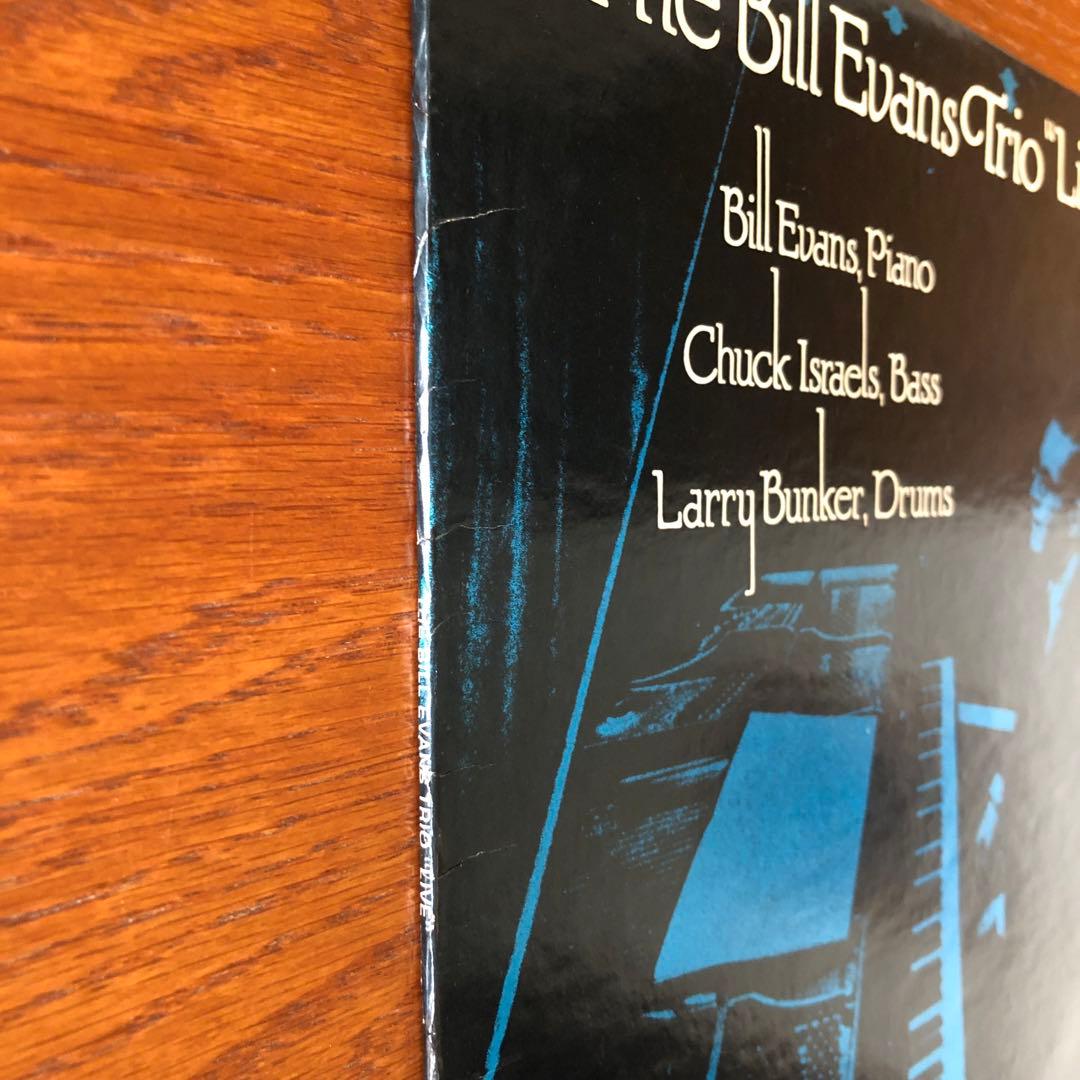 The Bill Evans Trio "Li
Bill Evans, Piano
Chuck Israels, Bass
Larry Bunker, Drums
THE BILL EVANS TRIO "LIVE"